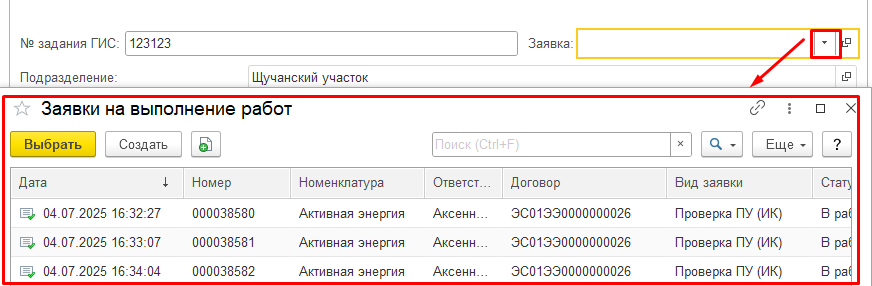 № задания ГИС: 123123 Заявка:
Подразделение: Щучанский участок
Заявки на выполнение работ
Выбрать Создать Поиск (Ctrl+F) × Еще ?
Дата ↓ Номер Номенклатура Ответст... Договор Вид заявки Стату
04.07.2025 16:32:27 000038580 Активная энергия Аксенн... ЭС01ЭЭ0000000026 Проверка ПУ (ИК) В раб
04.07.2025 16:33:07 000038581 Активная энергия Аксенн... ЭС01ЭЭ0000000026 Проверка ПУ (ИК) В раб
04.07.2025 16:34:04 000038582 Активная энергия Аксенн... ЭС01ЭЭ0000000026 Проверка ПУ (ИК) В раб